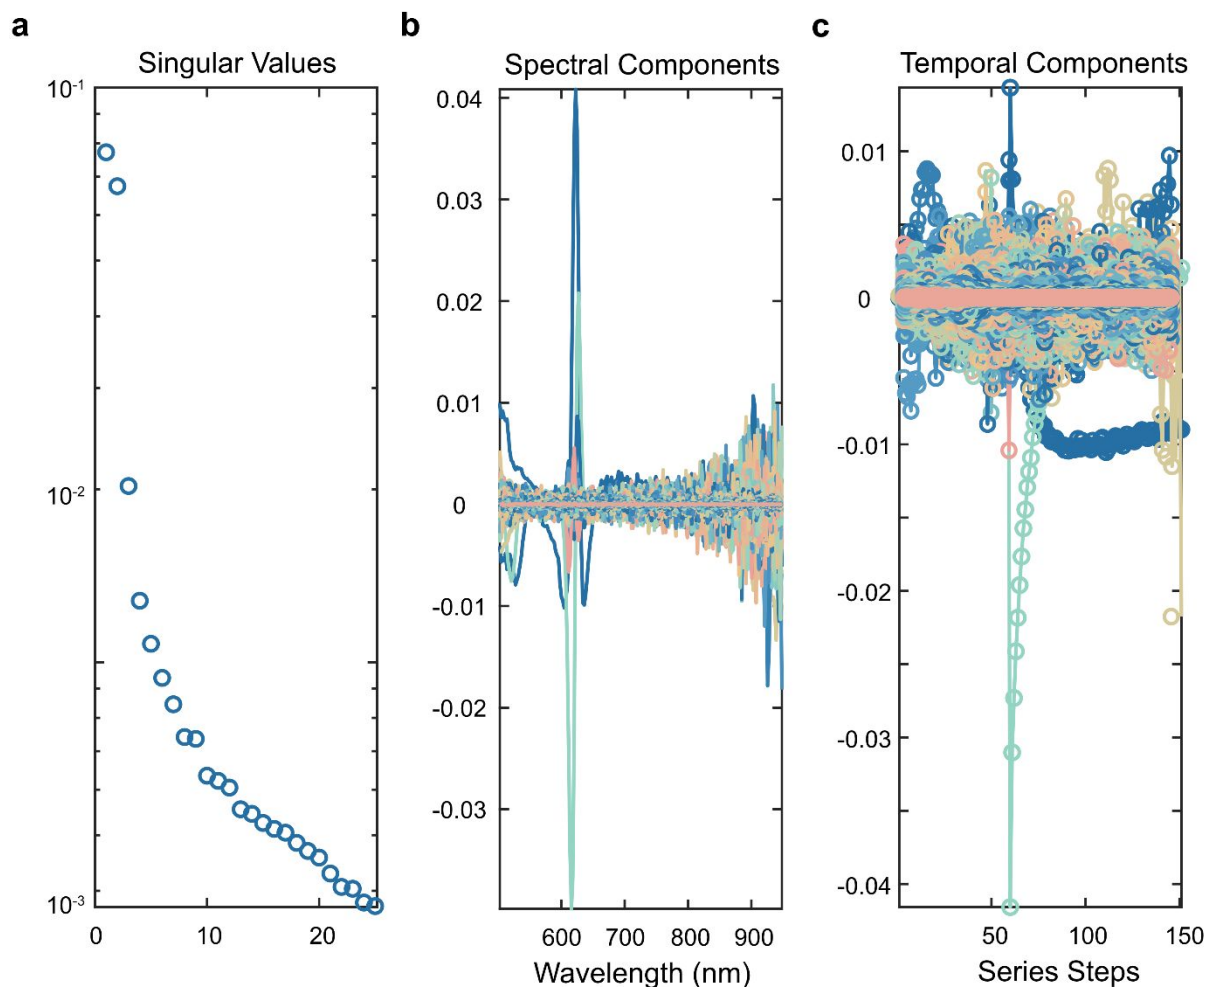 a
Singular Values
10-1
10-2
10-3
0 10 20
b
Spectral Components
0.04
0.03
0.02
0.01
0
-0.01
-0.02
-0.03
600 700 800 900
Wavelength (nm)
c
Temporal Components
0.01
0
-0.01
-0.02
-0.03
-0.04
50 100 150
Series Steps